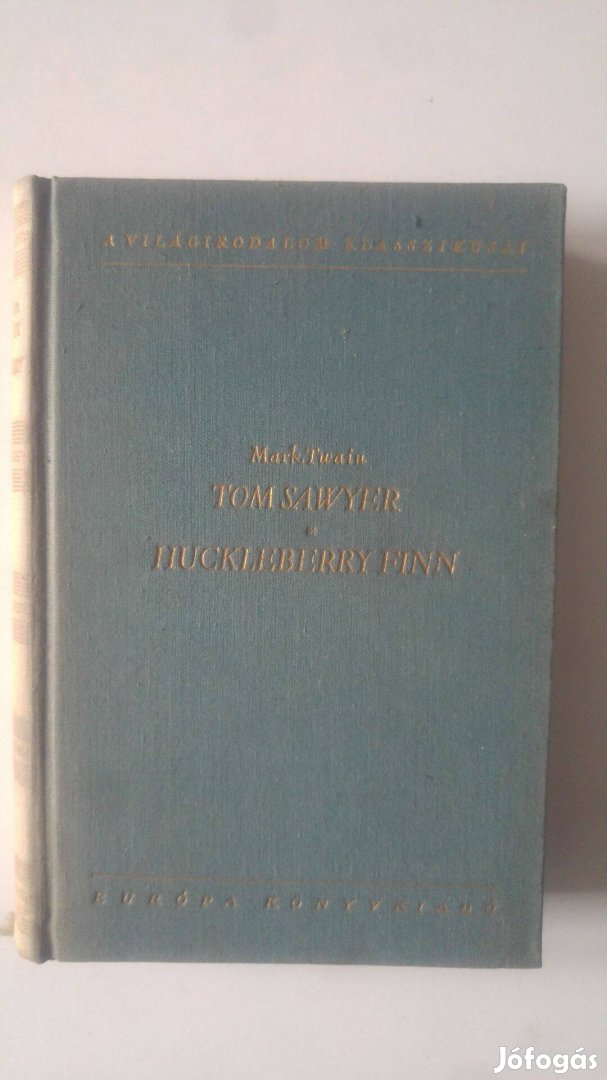 A VILÁGIRODALOM KLASSZIKUSAI
Mark Twain
TOM SAWYER
*
HUCKLEBERRY FINN
EURÓPA KÖNYVKIADÓ
Jófogás